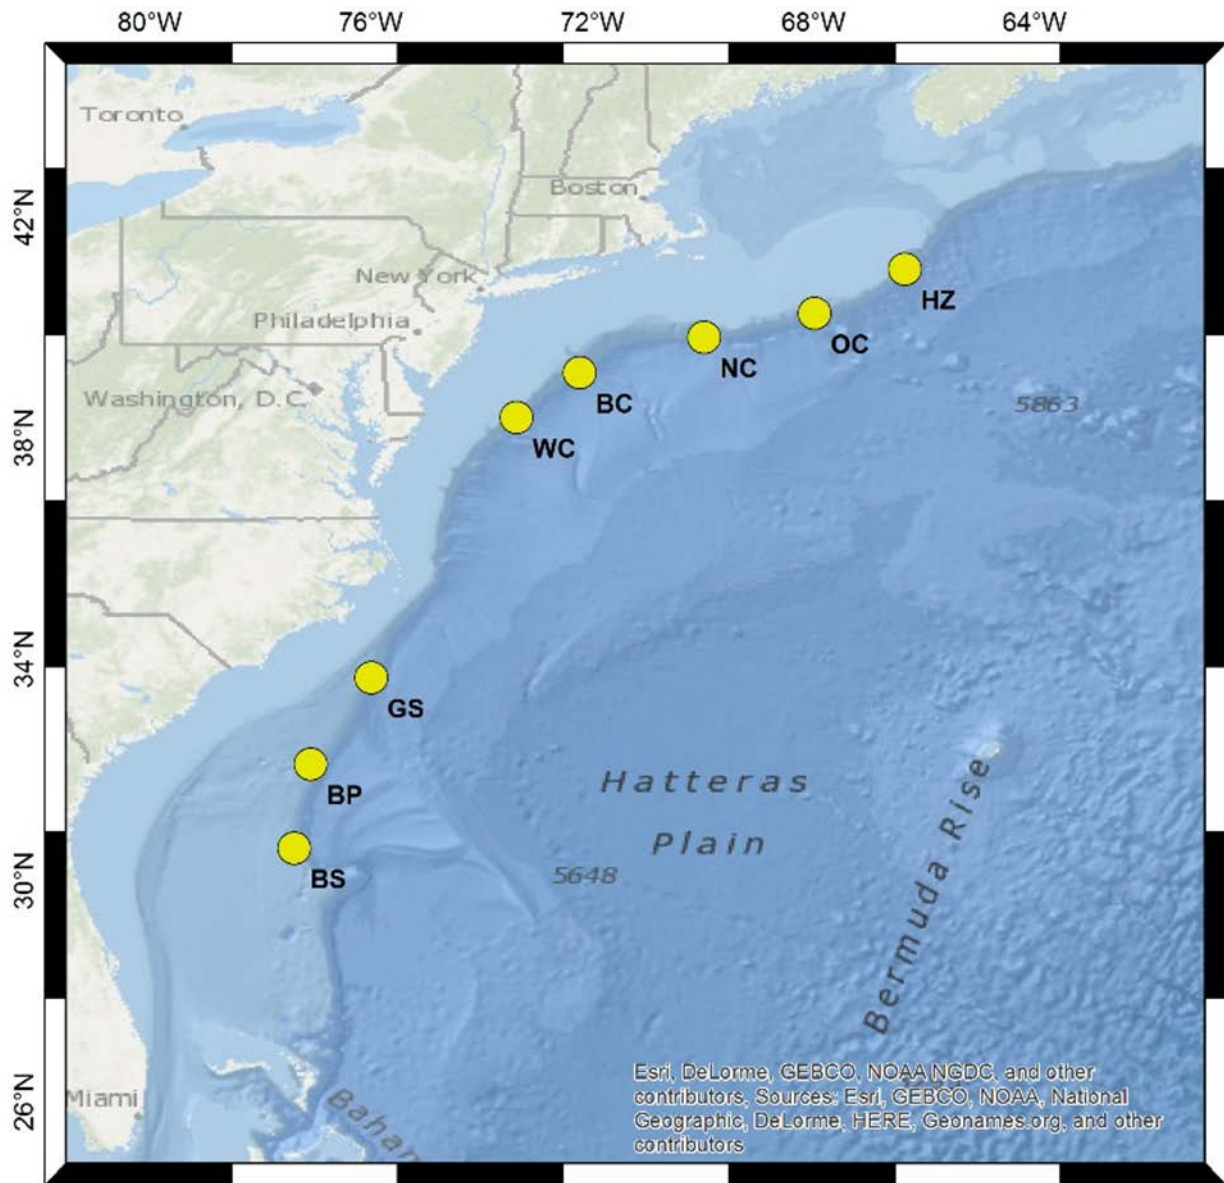 80°W 76°W 72°W 68°W 64°W
Toronto
42°N
Boston
New York
HZ
Philadelphia
OC
NC
Washington, D.C.
BC
5863
38°N
WC
34°N
GS
Hatteras
BP
Plain
Bermuda Rise
30°N
BS
5648
Esri, DeLorme, GEBCO, NOAA NGDC, and other
contributors, Sources: Esri, GEBCO, NOAA, National
Geographic, DeLorme, HERE, Geonames.org, and other
contributors
26°N
Miami
Baham